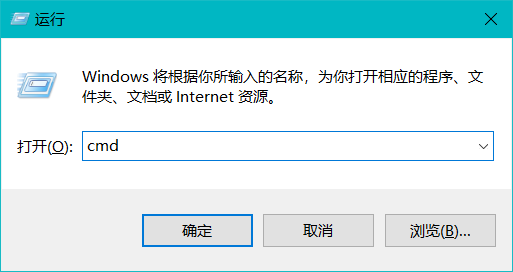 运行
Windows 将根据你所输入的名称，为你打开相应的程序、文
件夹、文档或 Internet 资源。
打开(O): cmd
确定 取消 浏览(B)...